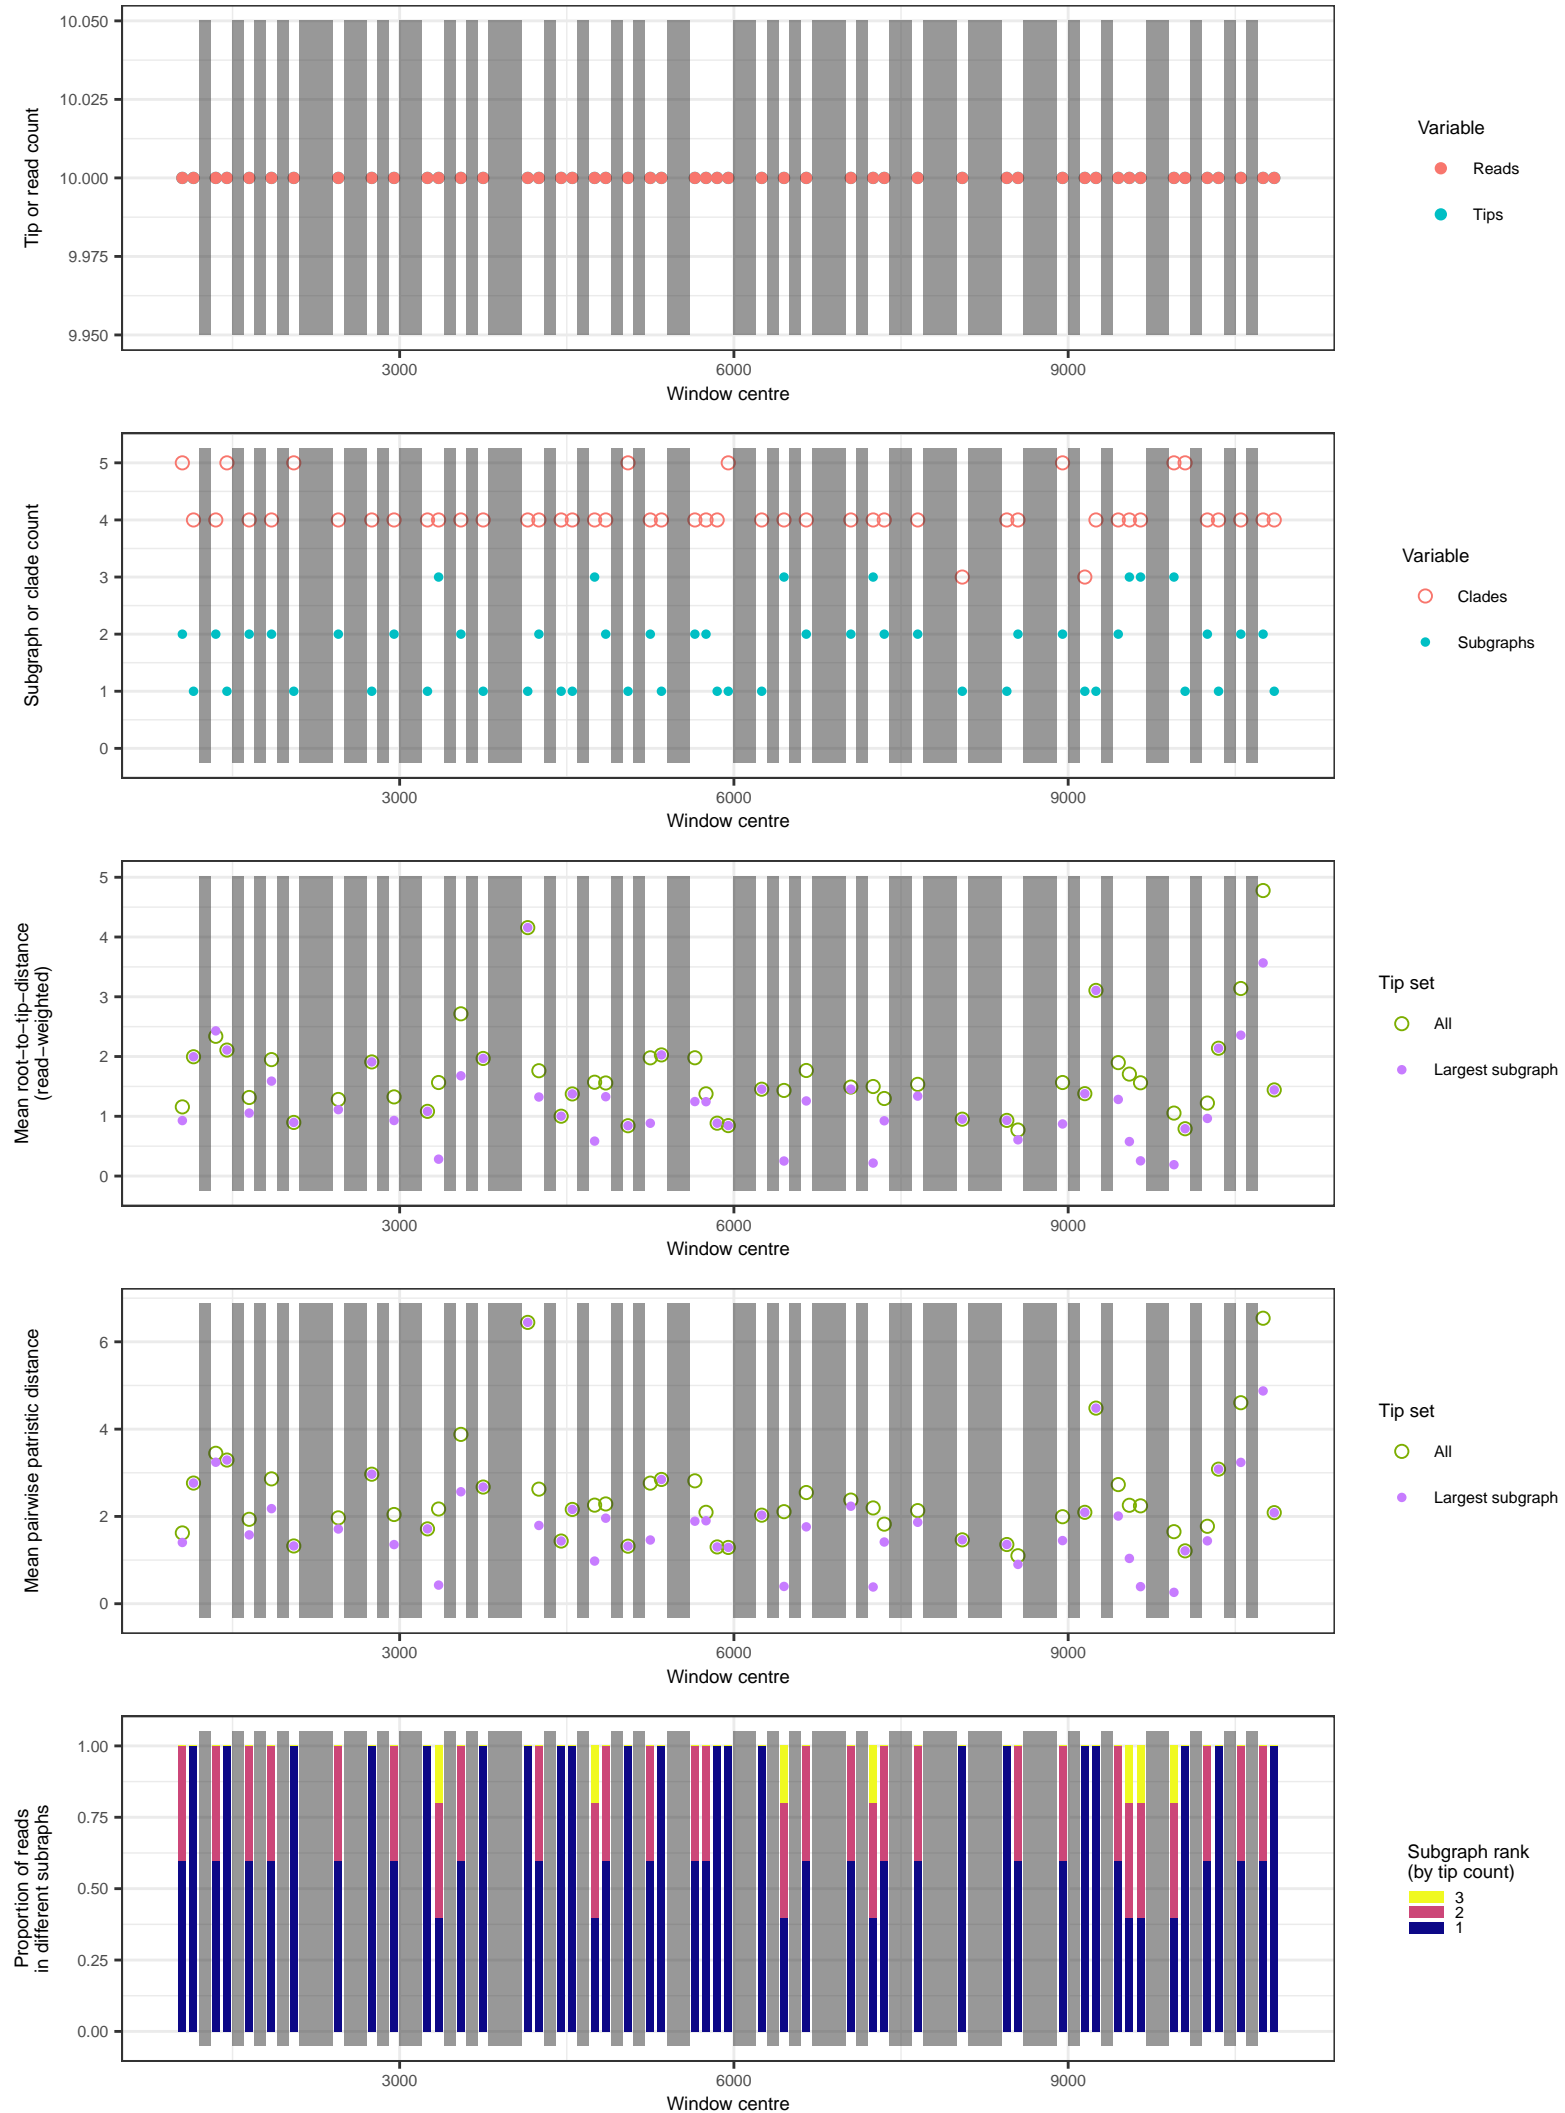 10.050
10.025
10.000
9.975
9.950
Tip or read count
3000
6000
9000
Window centre
Variable
Reads
Tips
5
4
3
2
1
0
Subgraph or clade count
3000
6000
9000
Window centre
Variable
Clades
Subgraphs
5
4
3
2
1
0
Mean root−to−tip−distance
(read−weighted)
3000
6000
9000
Window centre
Tip set
All
Largest subgraph
6
4
2
0
Mean pairwise patristic distance
3000
6000
9000
Window centre
Tip set
All
Largest subgraph
1.00
0.75
0.50
0.25
0.00
Proportion of reads
in different subraphs
3000
6000
9000
Window centre
Subgraph rank
(by tip count)
3
2
1